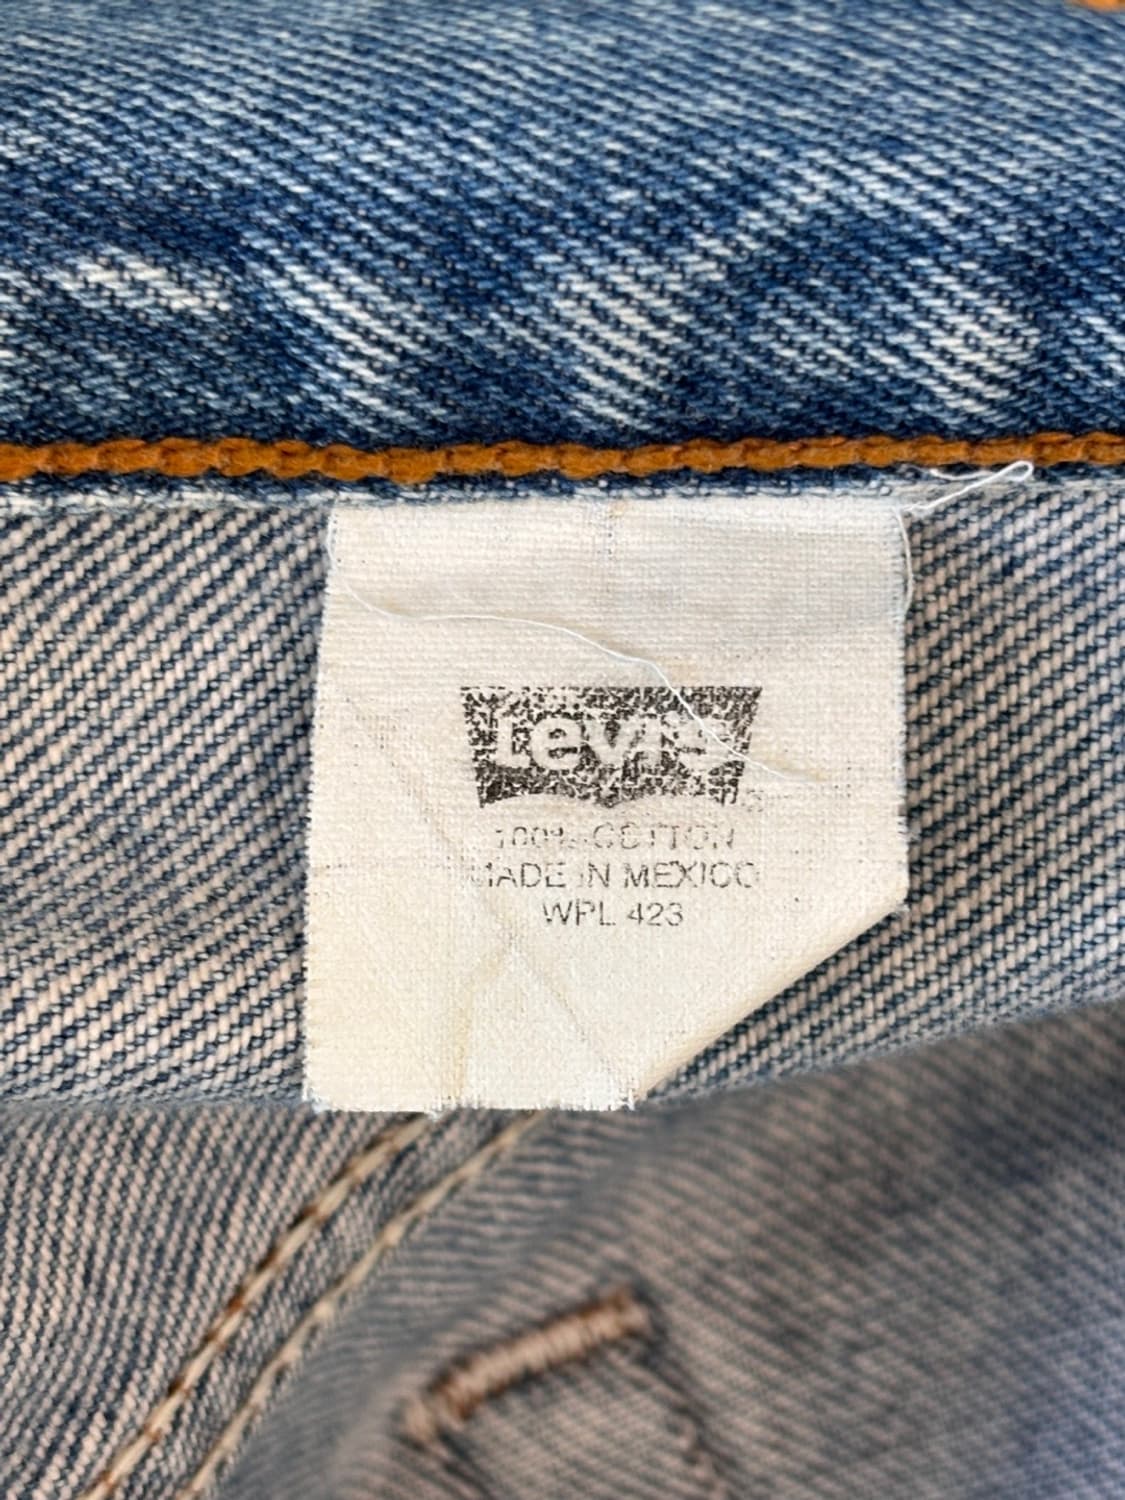 Levi's
100% COTTON
MADE IN MEXICO
WPL 423